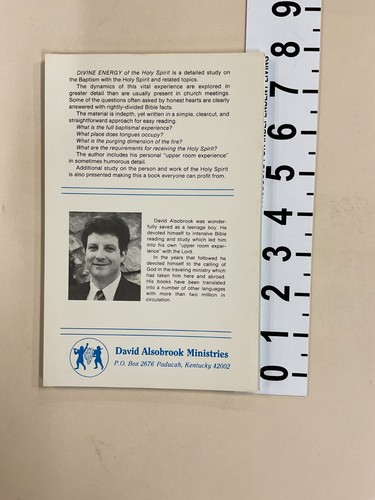 DIVINE ENERGY of the Holy Spirit is a detailed study on
the Baptism with the Holy Spirit and related topics.
The dynamics of this vital experience are explored in
greater detail than are usually present in church meetings.
Some of the questions often asked by honest hearts are clearly
answered with rightly-divided Bible facts.
The material is indepth, yet written in a simple, clearcut, and
straightforward approach for easy reading.
What is the full baptismal experience?
What place does tongues occupy?
What is the purging dimension of the fire?
What are the requirements for receiving the Holy Spirit?
The author includes his personal "upper room experience"
in sometimes humorous detail.
Additional study on the person and work of the Holy Spirit
is also presented making this a book everyone can profit from.
David Alsobrook was wonder-
fully saved as a teenage boy. He
devoted himself to intensive Bible
reading and study which led him
into his own "upper room exper-
ience" with the Lord.
In the years that followed he
devoted himself to the calling of
God in the traveling ministry which
has taken him here and abroad.
His books have been translated
into a number of other languages
with more than two million in
circulation.
David Alsobrook Ministries
P.O. Box 2676 Paducah, Kentucky 42002
0 1 2 3 4 5 6 7 8 9
INDEPENDENT LIVING